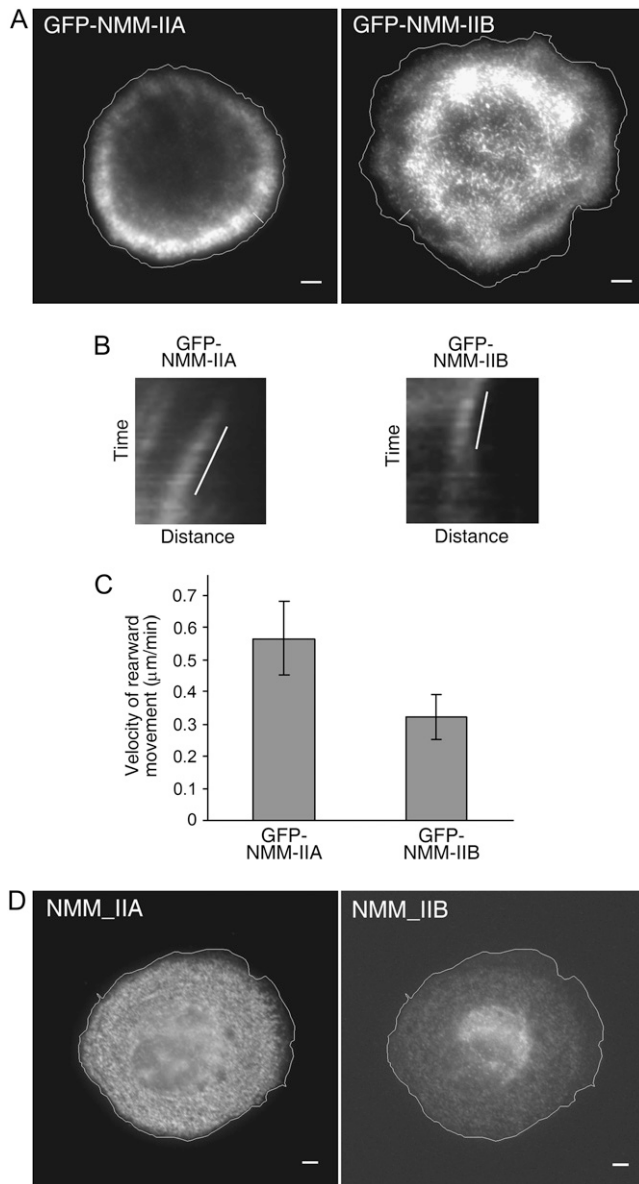 A
GFP-NMM-IIA
GFP-NMM-IIB
B
GFP-
NMM-IIA
GFP-
NMM-IIB
Time
Distance
Time
Distance
C
Velocity of rearward
movement (μm/min)
0.7
0.6
0.5
0.4
0.3
0.2
0.1
0
GFP-
NMM-IIA
GFP-
NMM-IIB
D
NMM_IIA
NMM_IIB